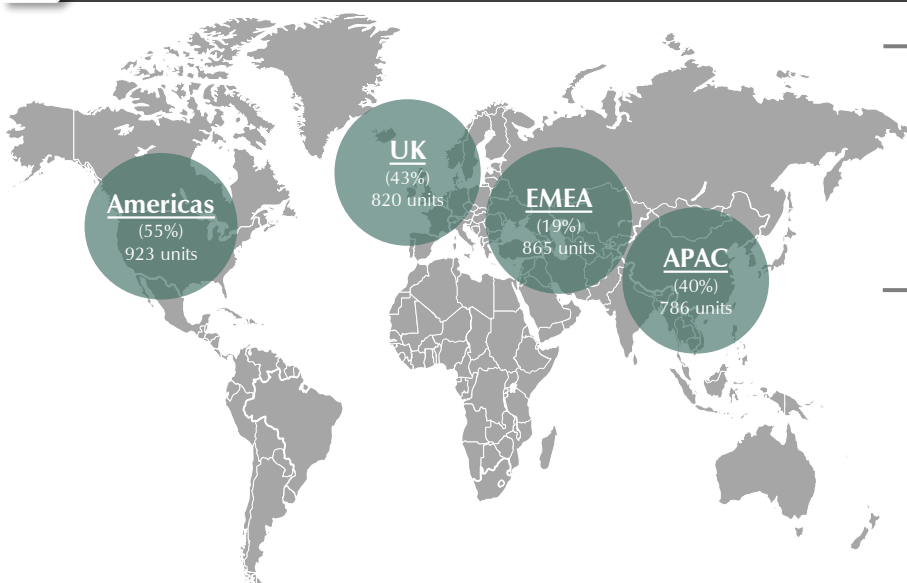 UK
(43%)
820 units
Americas
(55%)
923 units
EMEA
(19%)
865 units
APAC
(40%)
786 units